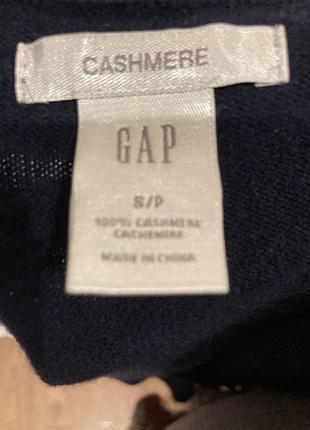 CASHMERE
GAP
S/P
100% CASHMERE
CACHEMIRE
MADE IN CHINA